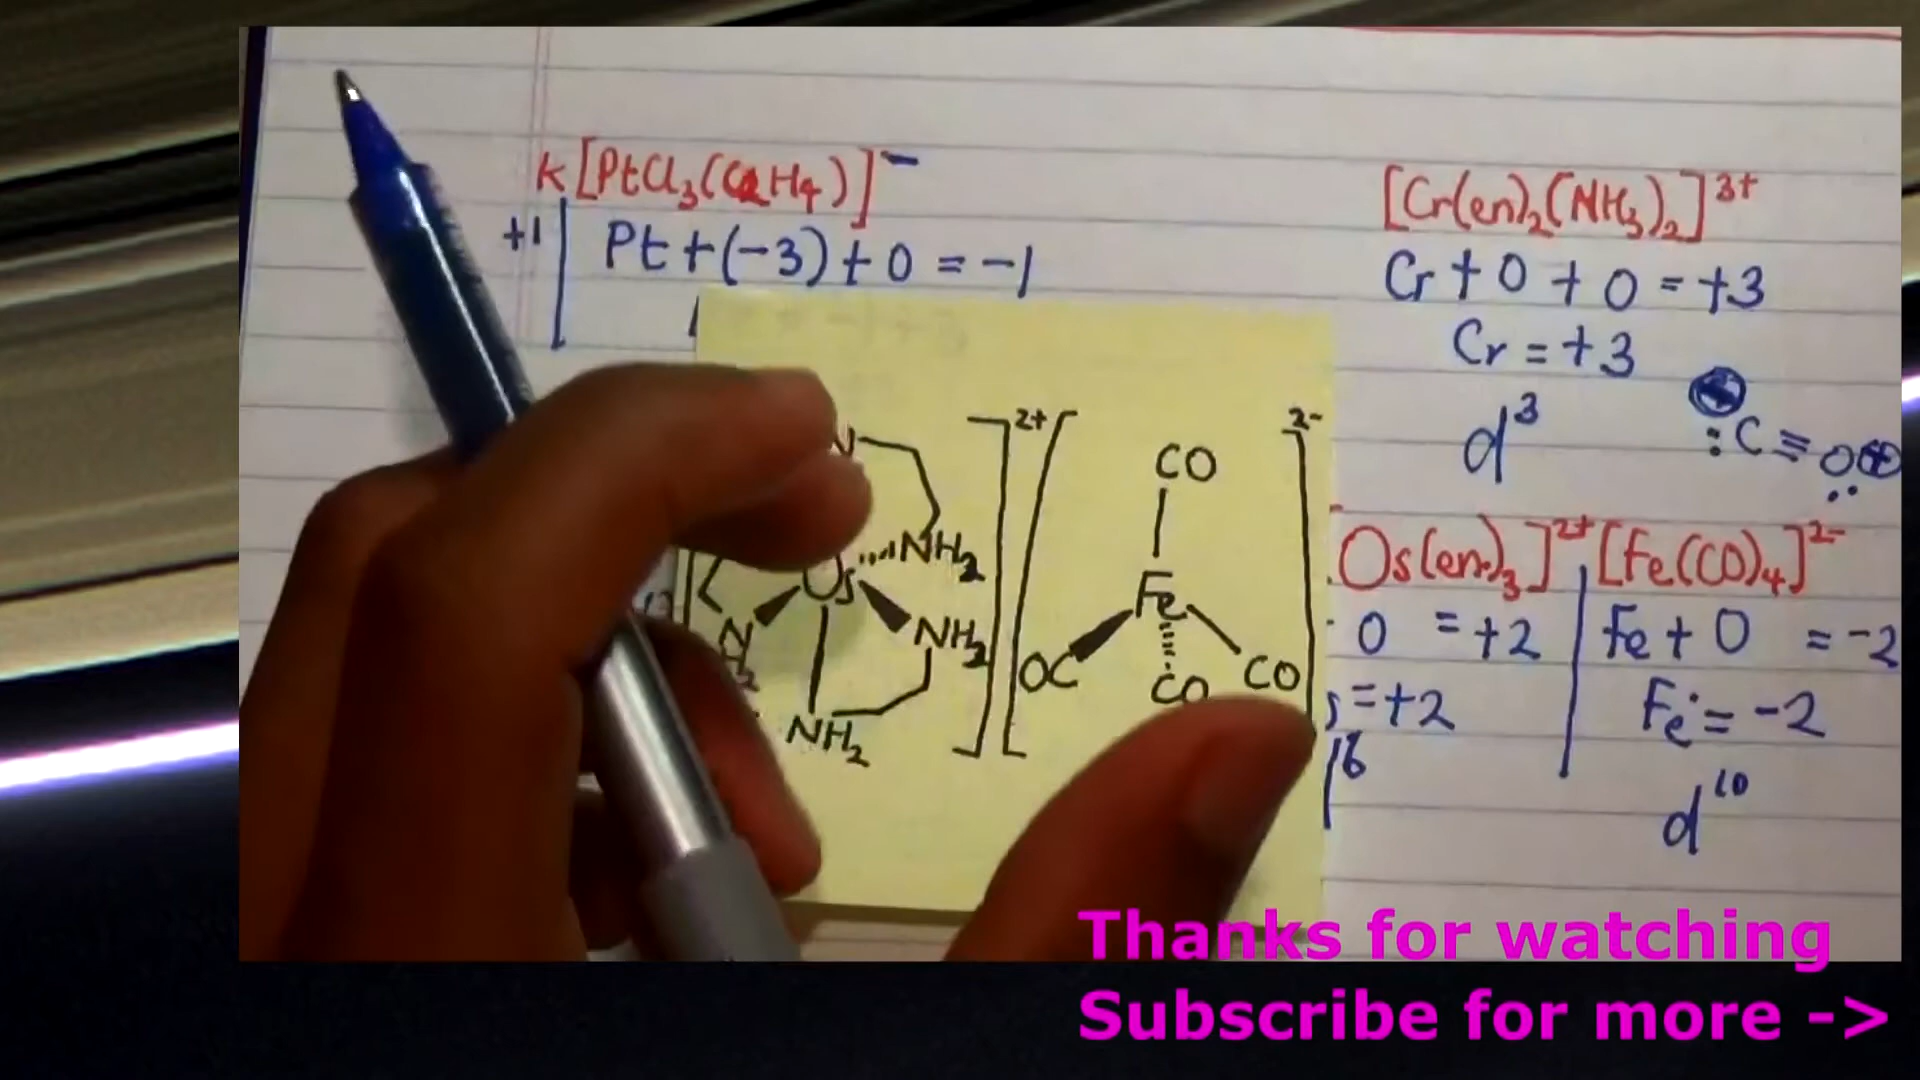 K[PtCl₃(C₂H₄)]⁻
+1 | Pt + (-3) + 0 = -1
[Cr(en)₂(NH₃)₂]³⁺
Cr + 0 + 0 = +3
Cr = +3
d³
:C≡O
2+
2-
CO
NH₂
Os
Fe
N
H₂
NH₂
OC
CO
CO
NH₂
Os(en)₃]²⁺ | [Fe(CO)₄]²⁻
0 = +2 | Fe + 0 = -2
= +2
Fe = -2
d¹⁰
Thanks for watching
Subscribe for more ->